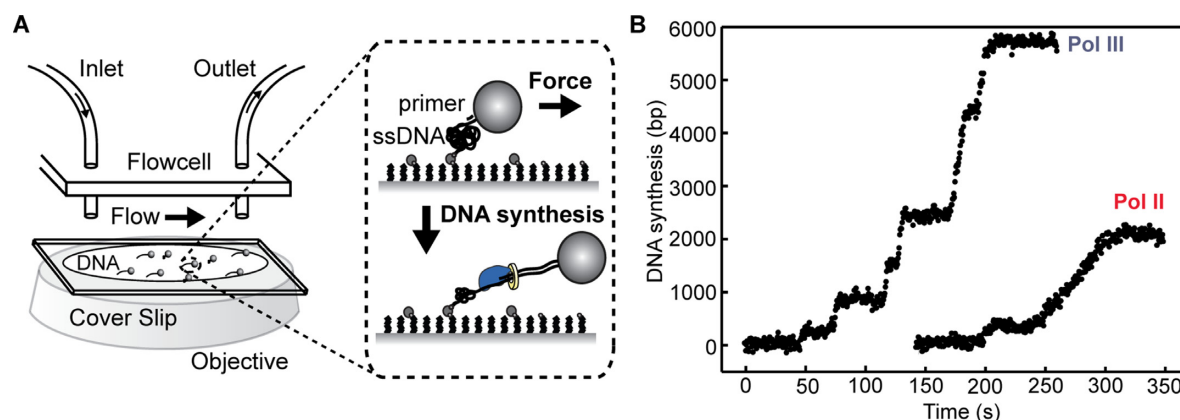 A
Inlet
Outlet
Flowcell
Flow
DNA
Cover Slip
Objective
primer
Force
ssDNA
DNA synthesis
B
DNA synthesis (bp)
6000
5000
4000
3000
2000
1000
0
Pol III
Pol II
0 50 100 150 200 250 300 350
Time (s)